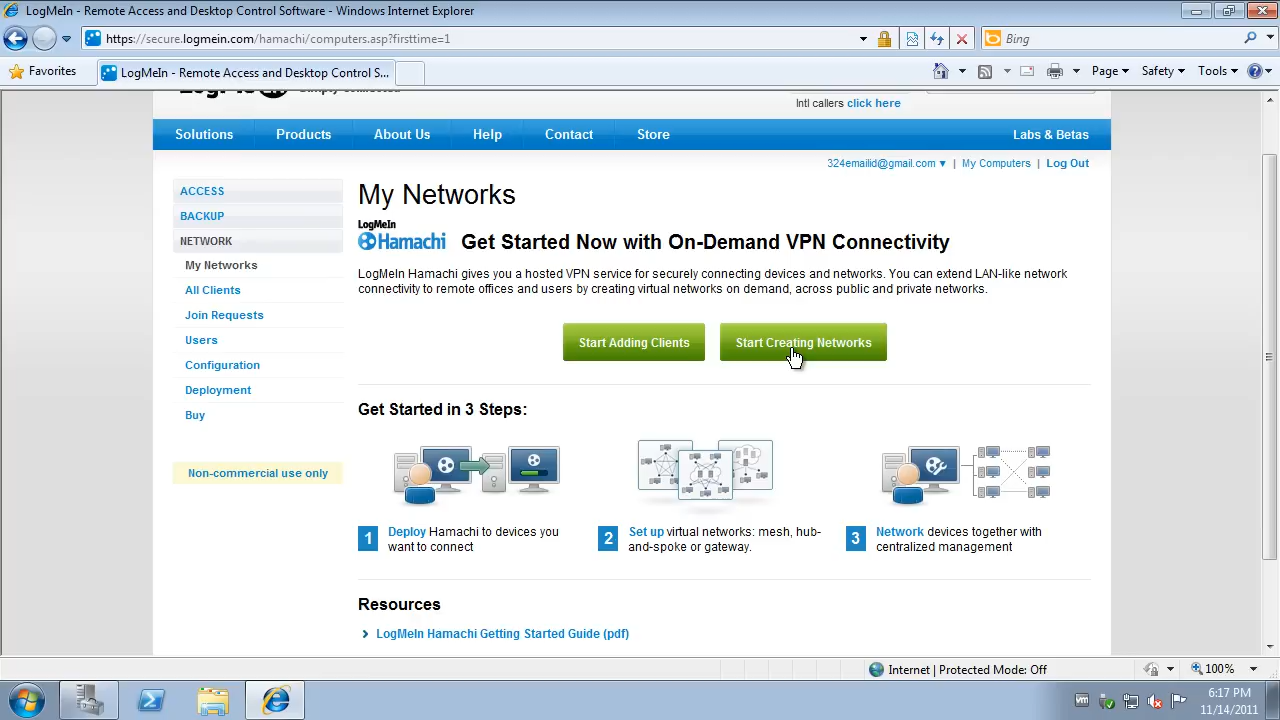 LogMeIn - Remote Access and Desktop Control Software - Windows Internet Explorer
https://secure.logmein.com/hamachi/computers.asp?firsttime=1
Bing
Favorites
LogMeIn - Remote Access and Desktop Control S...
Page
Safety
Tools
Intl callers click here
Solutions
Products
About Us
Help
Contact
Store
Labs & Betas
324emailid@gmail.com ▼ | My Computers | Log Out
ACCESS
BACKUP
NETWORK
My Networks
All Clients
Join Requests
Users
Configuration
Deployment
Buy
Non-commercial use only
My Networks
LogMeIn
Hamachi
Get Started Now with On-Demand VPN Connectivity
LogMeIn Hamachi gives you a hosted VPN service for securely connecting devices and networks. You can extend LAN-like network
connectivity to remote offices and users by creating virtual networks on demand, across public and private networks.
Start Adding Clients
Start Creating Networks
Get Started in 3 Steps:
1
Deploy Hamachi to devices you
want to connect
2
Set up virtual networks: mesh, hub-
and-spoke or gateway.
3
Network devices together with
centralized management
Resources
LogMeIn Hamachi Getting Started Guide (pdf)
Internet | Protected Mode: Off
100%
6:17 PM
11/14/2011